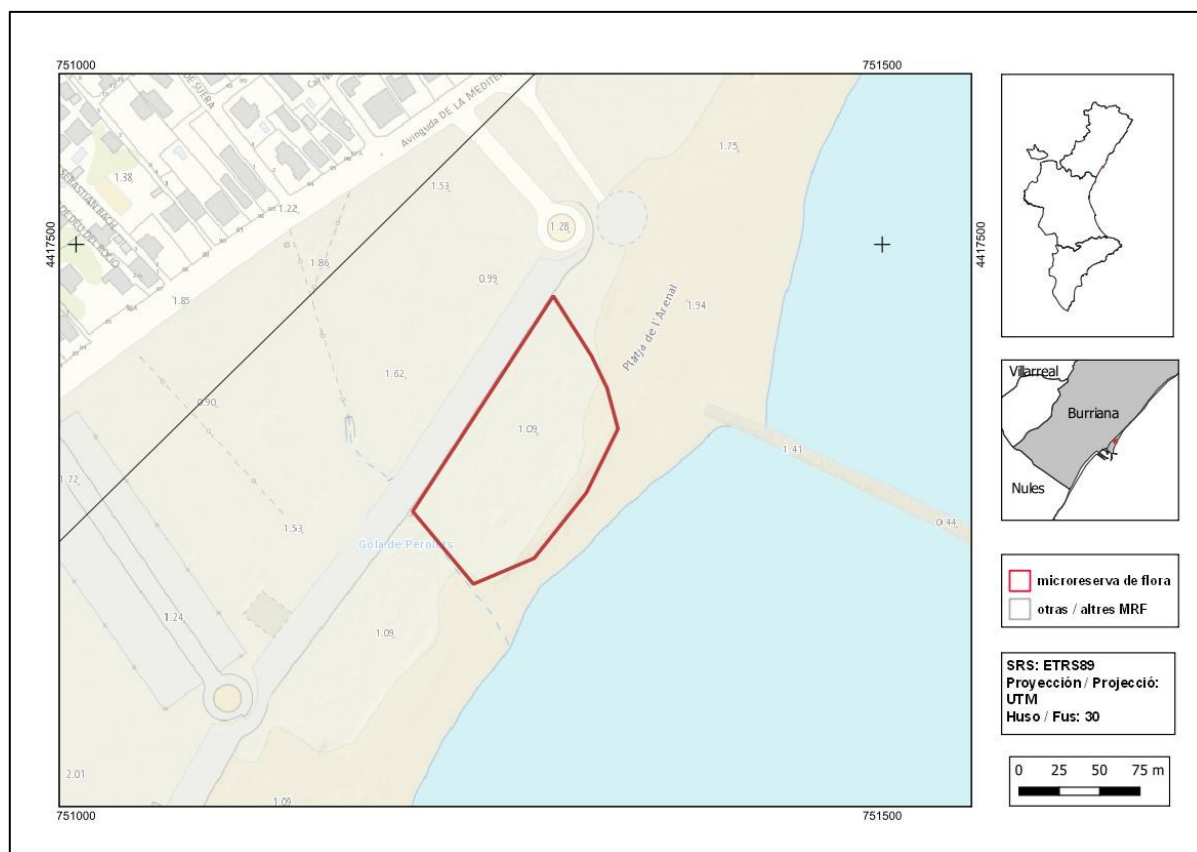 751000
751500
4417500
4417500
DE SUERA
Avinguda DE LA MEDITER
SEBASTIAN BACH
1.38
1.22
1.53
1.75
1.28
1.86
1.85
0.99
1.94
Platja de l'Arenal
1.62
0.90
1.09
1.41
1.72
0.44
1.53
Gola de Perolets
1.24
1.09
2.01
1.09
751000
751500
Villarreal
Burriana
Nules
microreserva de flora
otras / altres MRF
SRS: ETRS89
Proyección / Projecció:
UTM
Huso / Fus: 30
0 25 50 75 m